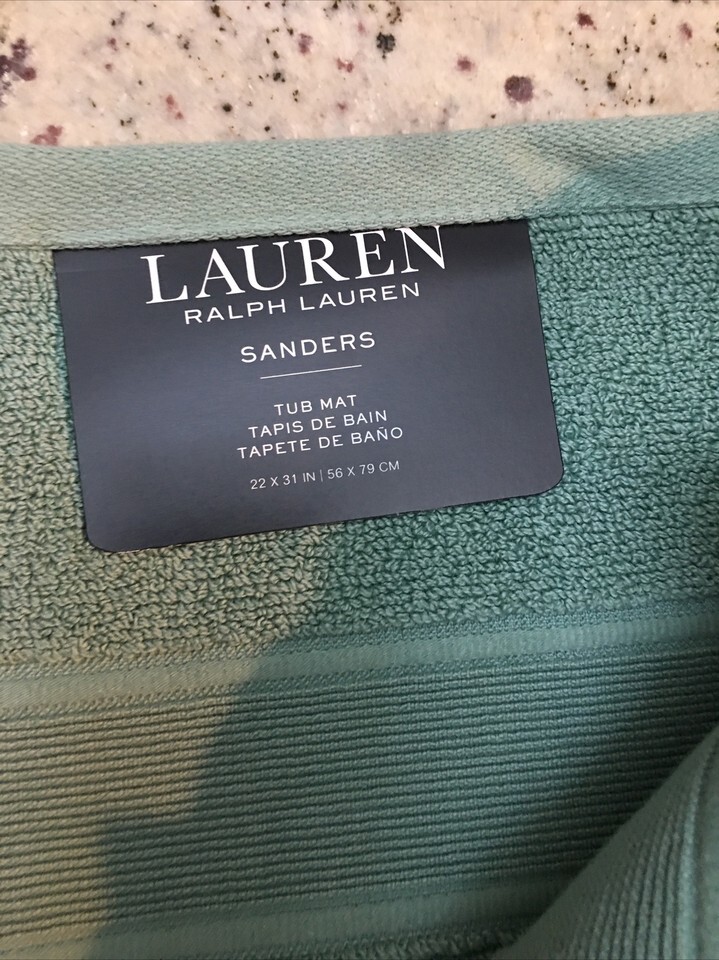 LAUREN
RALPH LAUREN
SANDERS
TUB MAT
TAPIS DE BAIN
TAPETE DE BAÑO
22 X 31 IN | 56 X 79 CM